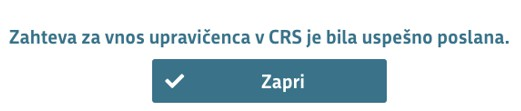 Zahteva za vnos upravičenca v CRS je bila uspešno poslana.
Zapri